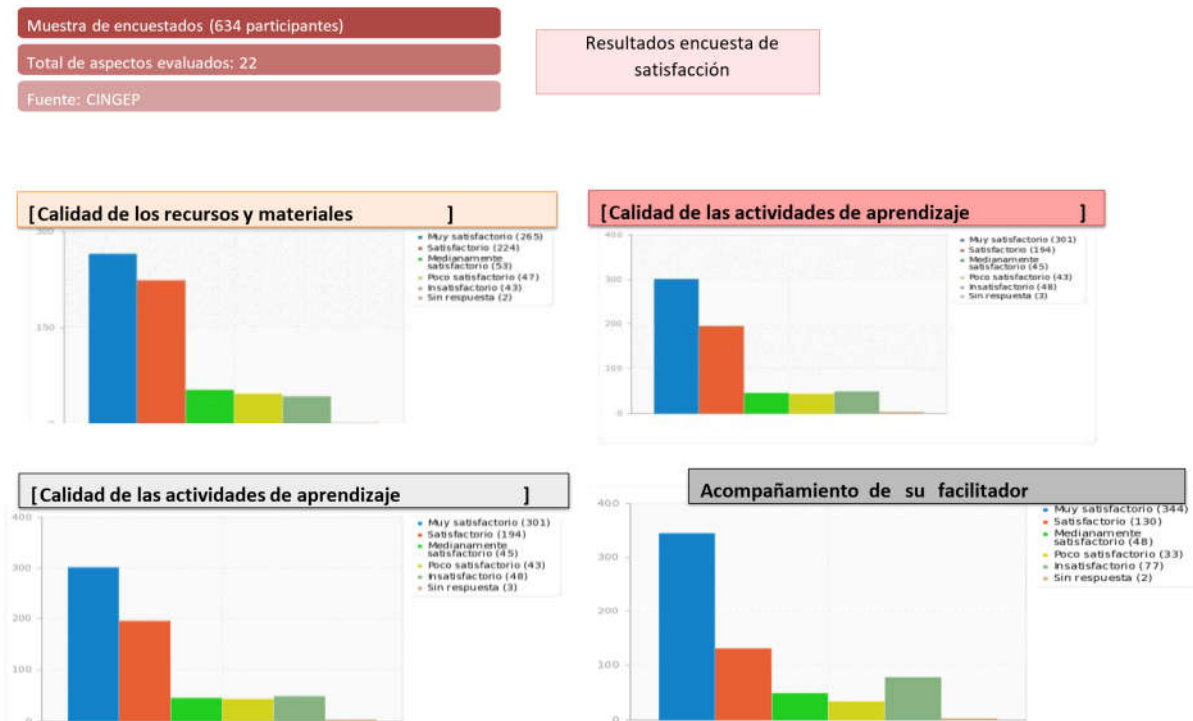 Muestra de encuestados (634 participantes)
Total de aspectos evaluados: 22
Fuente: CINGEP
Resultados encuesta de
satisfacción
[Calidad de los recursos y materiales ]
300
150
0
Muy satisfactorio (265)
Satisfactorio (224)
Medianamente
satisfactorio (53)
Poco satisfactorio (47)
Insatisfactorio (43)
Sin respuesta (2)
[Calidad de las actividades de aprendizaje ]
400
300
200
100
0
Muy satisfactorio (301)
Satisfactorio (194)
Medianamente
satisfactorio (45)
Poco satisfactorio (43)
Insatisfactorio (48)
Sin respuesta (3)
[Calidad de las actividades de aprendizaje ]
400
300
200
100
0
Muy satisfactorio (301)
Satisfactorio (194)
Medianamente
satisfactorio (45)
Poco satisfactorio (43)
Insatisfactorio (48)
Sin respuesta (3)
Acompañamiento de su facilitador
400
300
200
100
0
Muy satisfactorio (344)
Satisfactorio (130)
Medianamente
satisfactorio (48)
Poco satisfactorio (33)
Insatisfactorio (77)
Sin respuesta (2)